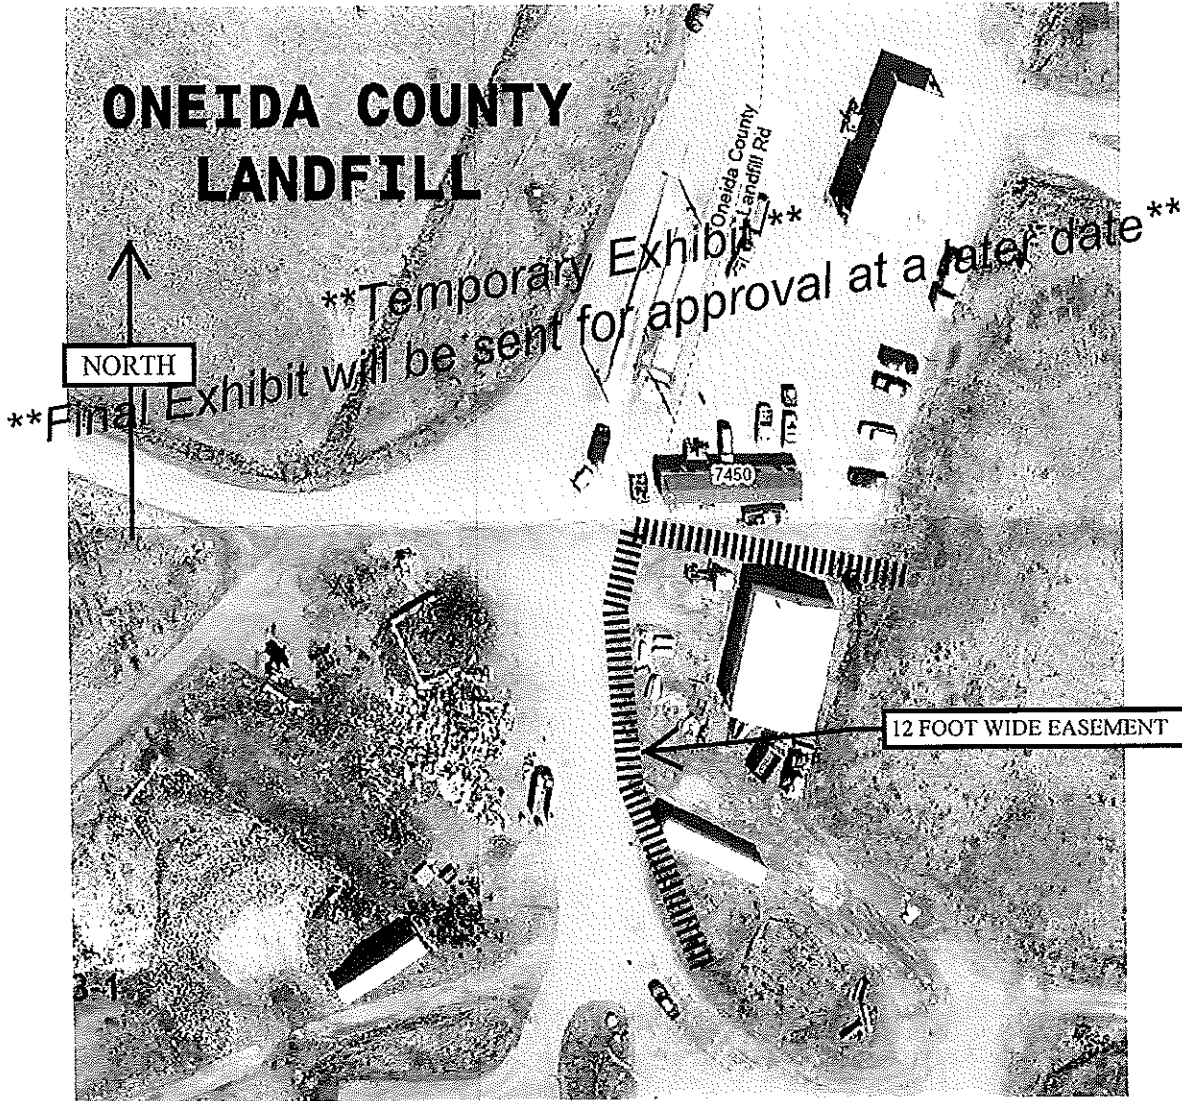 ONEIDA COUNTY
LANDFILL
Oneida County
Landfill Rd
**Temporary Exhibit **
**Final Exhibit will be sent for approval at a later date**
NORTH
7450
12 FOOT WIDE EASEMENT